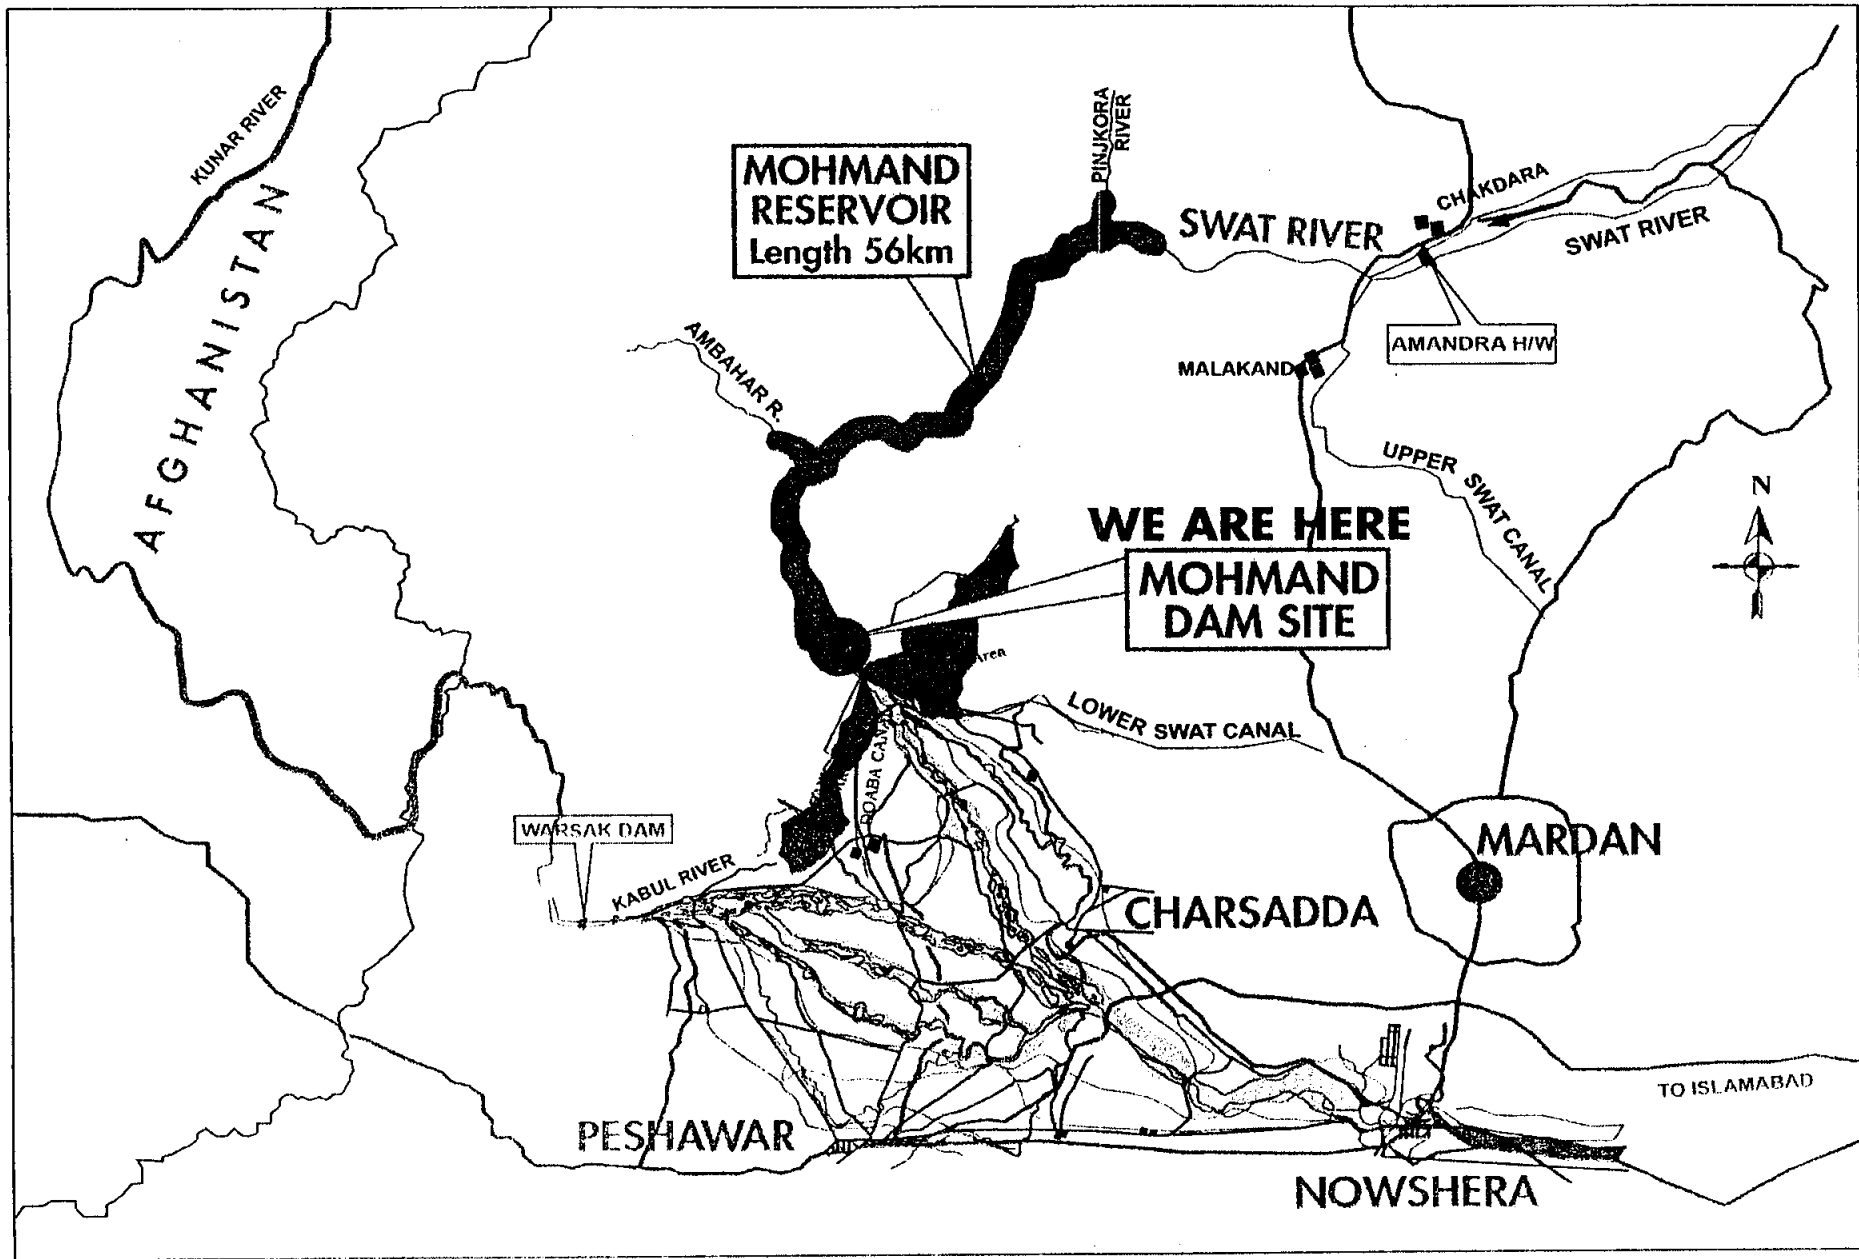 KUNAR RIVER
AFGHANISTAN
MOHMAND
RESERVOIR
Length 56km
PINJKORA
RIVER
SWAT RIVER
CHAKDARA
SWAT RIVER
AMANDRA H/W
AMBAHAR R.
MALAKAND
UPPER SWAT CANAL
N
WE ARE HERE
MOHMAND
DAM SITE
Area
LOWER SWAT CANAL
DOABA CAN
WARSAK DAM
KABUL RIVER
MARDAN
CHARSADDA
TO ISLAMABAD
PESHAWAR
NOWSHERA